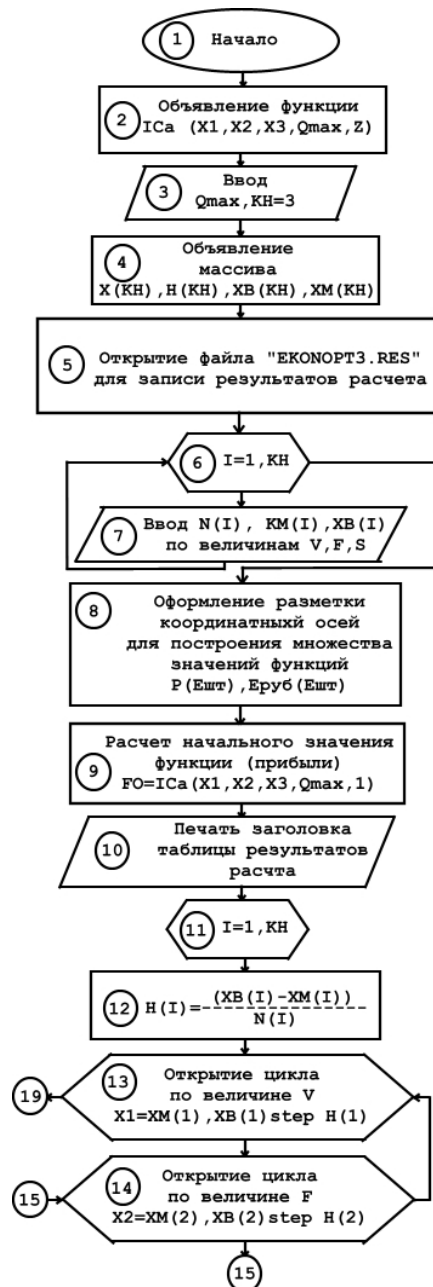 1 Начало
2 Объявление функции
ICa (X1,X2,X3,Qmax,Z)
3 Ввод
Qmax,KH=3
4 Объявление
массива
X(KH),H(KH),XB(KH),XM(KH)
5 Открытие файла "EKONOPT3.RES"
для записи результатов расчета
6 I=1,KH
7 Ввод N(I), KM(I),XB(I)
по величинам V,F,S
8 Оформление разметки
координатныхй осей
для построения множества
значений функций
P(Eшт),Eруб(Eшт)
9 Расчет начального значения
функции (прибыли)
FO=ICa(X1,X2,X3,Qmax,1)
10 Печать заголовка
таблицы результатов
расчта
11 I=1,KH
12 H(I)=(XB(I)-XM(I))
N(I)
13 Открытие цикла
по величине V
X1=XM(1),XB(1)step H(1)
19
14 Открытие цикла
по величине F
X2=XM(2),XB(2)step H(2)
15
15